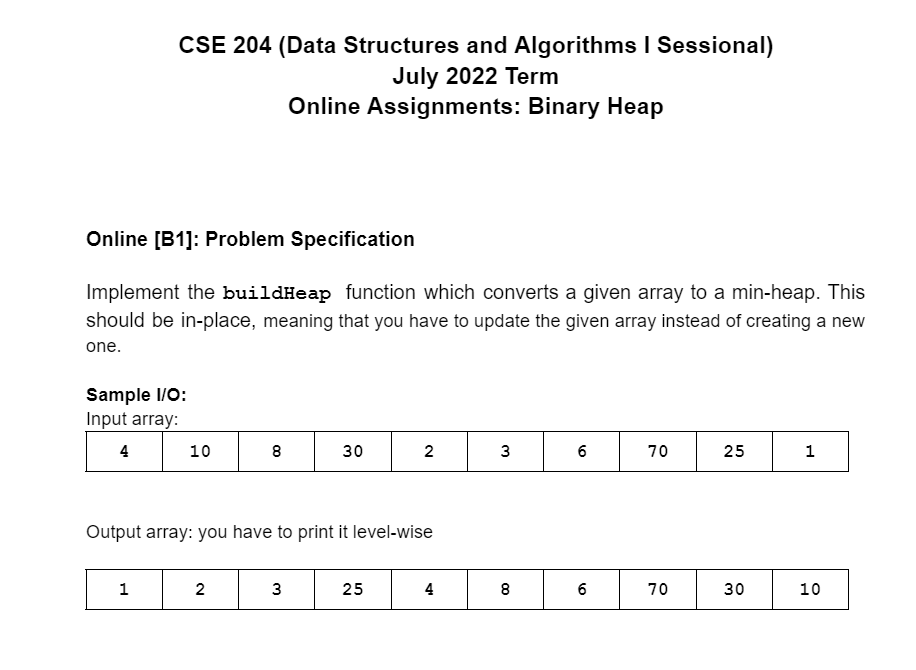 CSE 204 (Data Structures and Algorithms I Sessional)
July 2022 Term
Online Assignments: Binary Heap
Online [B1]: Problem Specification
Implement the buildHeap function which converts a given array to a min-heap. This
should be in-place, meaning that you have to update the given array instead of creating a new
one.
Sample I/O:
Input array:
4 10 8 30 2 3 6 70 25 1
Output array: you have to print it level-wise
1 2 3 25 4 8 6 70 30 10